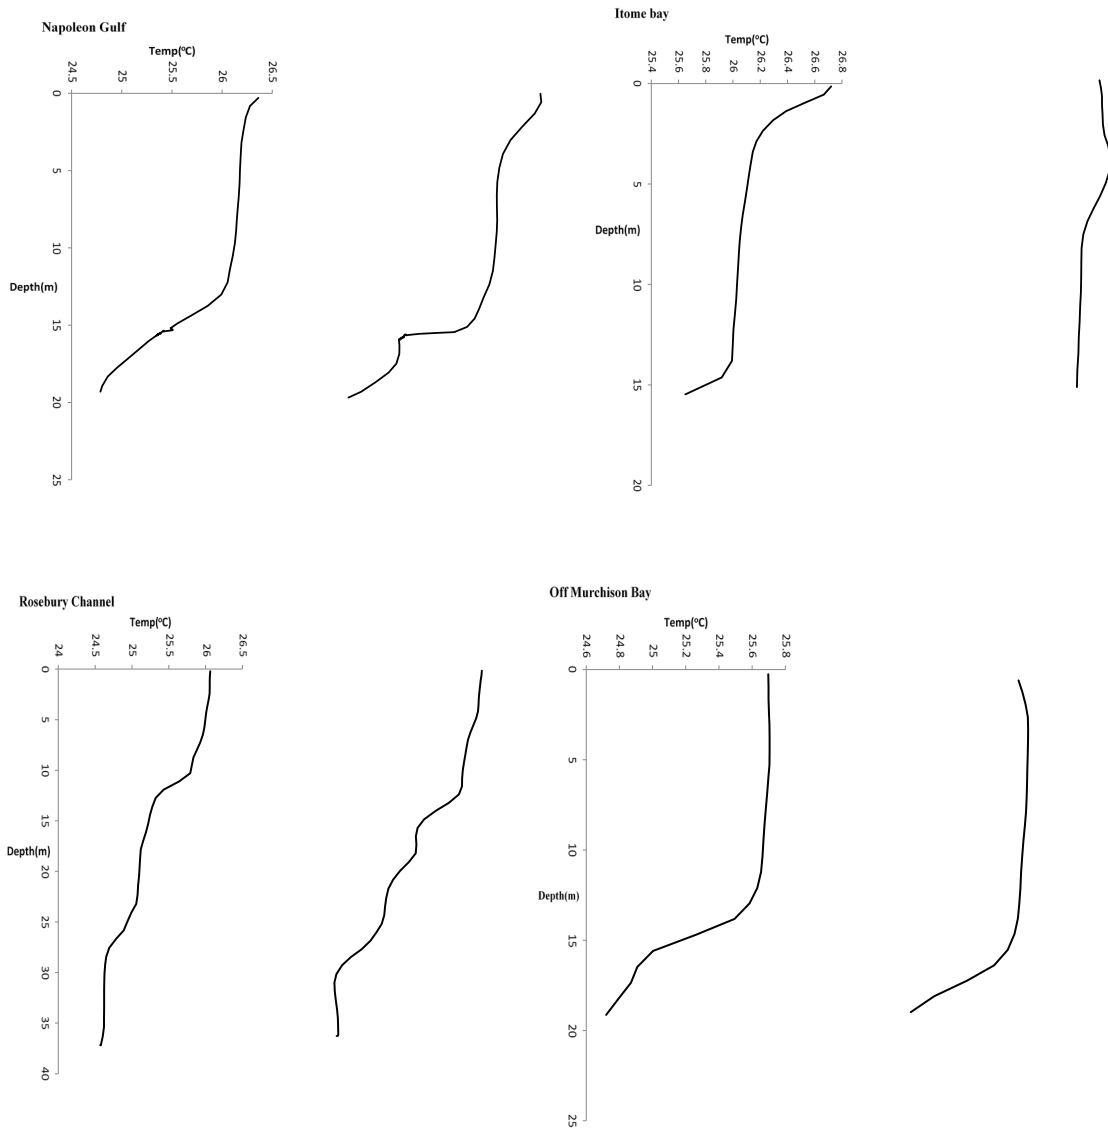 Napoleon Gulf
Temp(⁰C)
24.5 25 25.5 26 26.5
0
5
10
Depth(m)
15
20
25
Itome bay
Temp(⁰C)
25.4 25.6 25.8 26 26.2 26.4 26.6 26.8
0
5
Depth(m)
10
15
20
Rosebury Channel
Temp(⁰C)
24 24.5 25 25.5 26 26.5
0
5
10
15
Depth(m)
20
25
30
35
40
Off Murchison Bay
Temp(⁰C)
24.6 24.8 25 25.2 25.4 25.6 25.8
0
5
10
Depth(m)
15
20
25